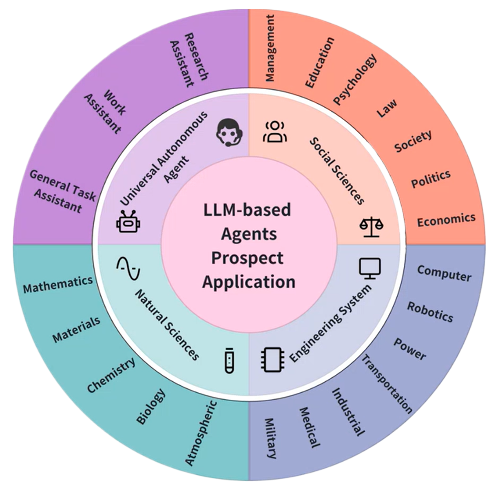 LLM-based
Agents
Prospect
Application
Universal Autonomous
Agent
Social Sciences
Engineering System
Natural Sciences
Research
Assistant
Work
Assistant
General Task
Assistant
Management
Education
Psychology
Law
Society
Politics
Economics
Computer
Robotics
Power
Transportation
Industrial
Medical
Military
Atmospheric
Biology
Chemistry
Materials
Mathematics